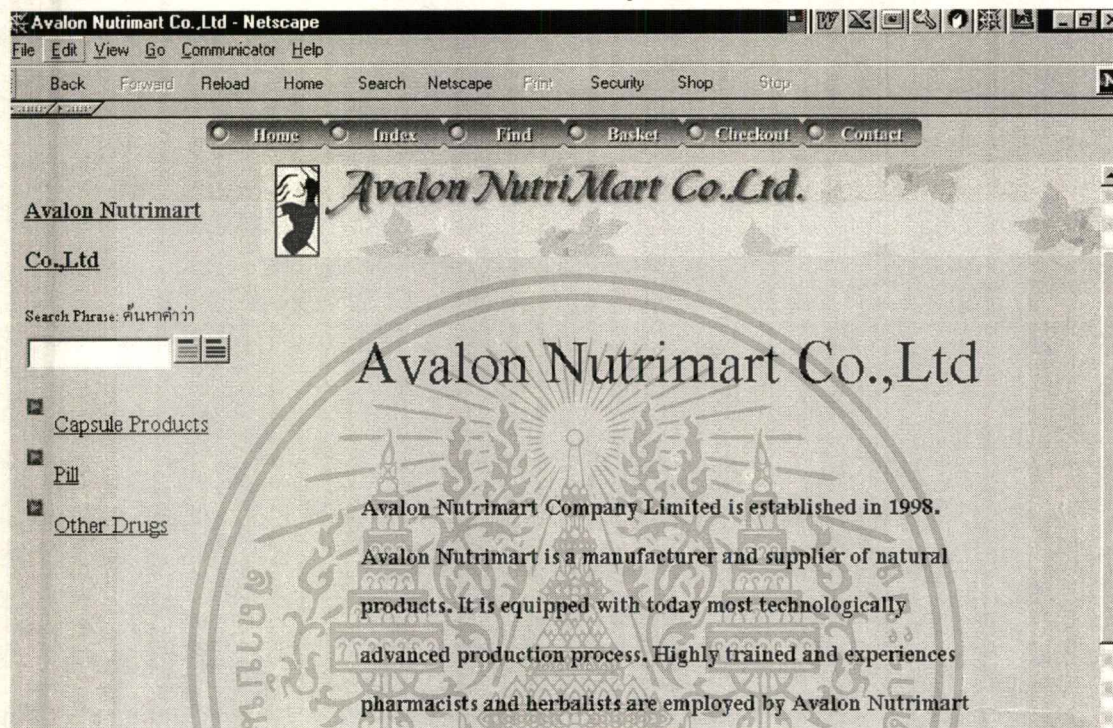 Avalon Nutrimart Co.,Ltd - Netscape
File Edit View Go Communicator Help
Back Forward Reload Home Search Netscape Print Security Shop Stop
Home Index Find Basket Checkout Contact
Avalon NutriMart Co.Ltd.
Avalon Nutrimart
Co.,Ltd
Search Phrase: ค้นหาคำว่า
Capsule Products
Pill
Other Drugs
Avalon Nutrimart Co.,Ltd
Avalon Nutrimart Company Limited is established in 1998.
Avalon Nutrimart is a manufacturer and supplier of natural
products. It is equipped with today most technologically
advanced production process. Highly trained and experiences
pharmacists and herbalists are employed by Avalon Nutrimart